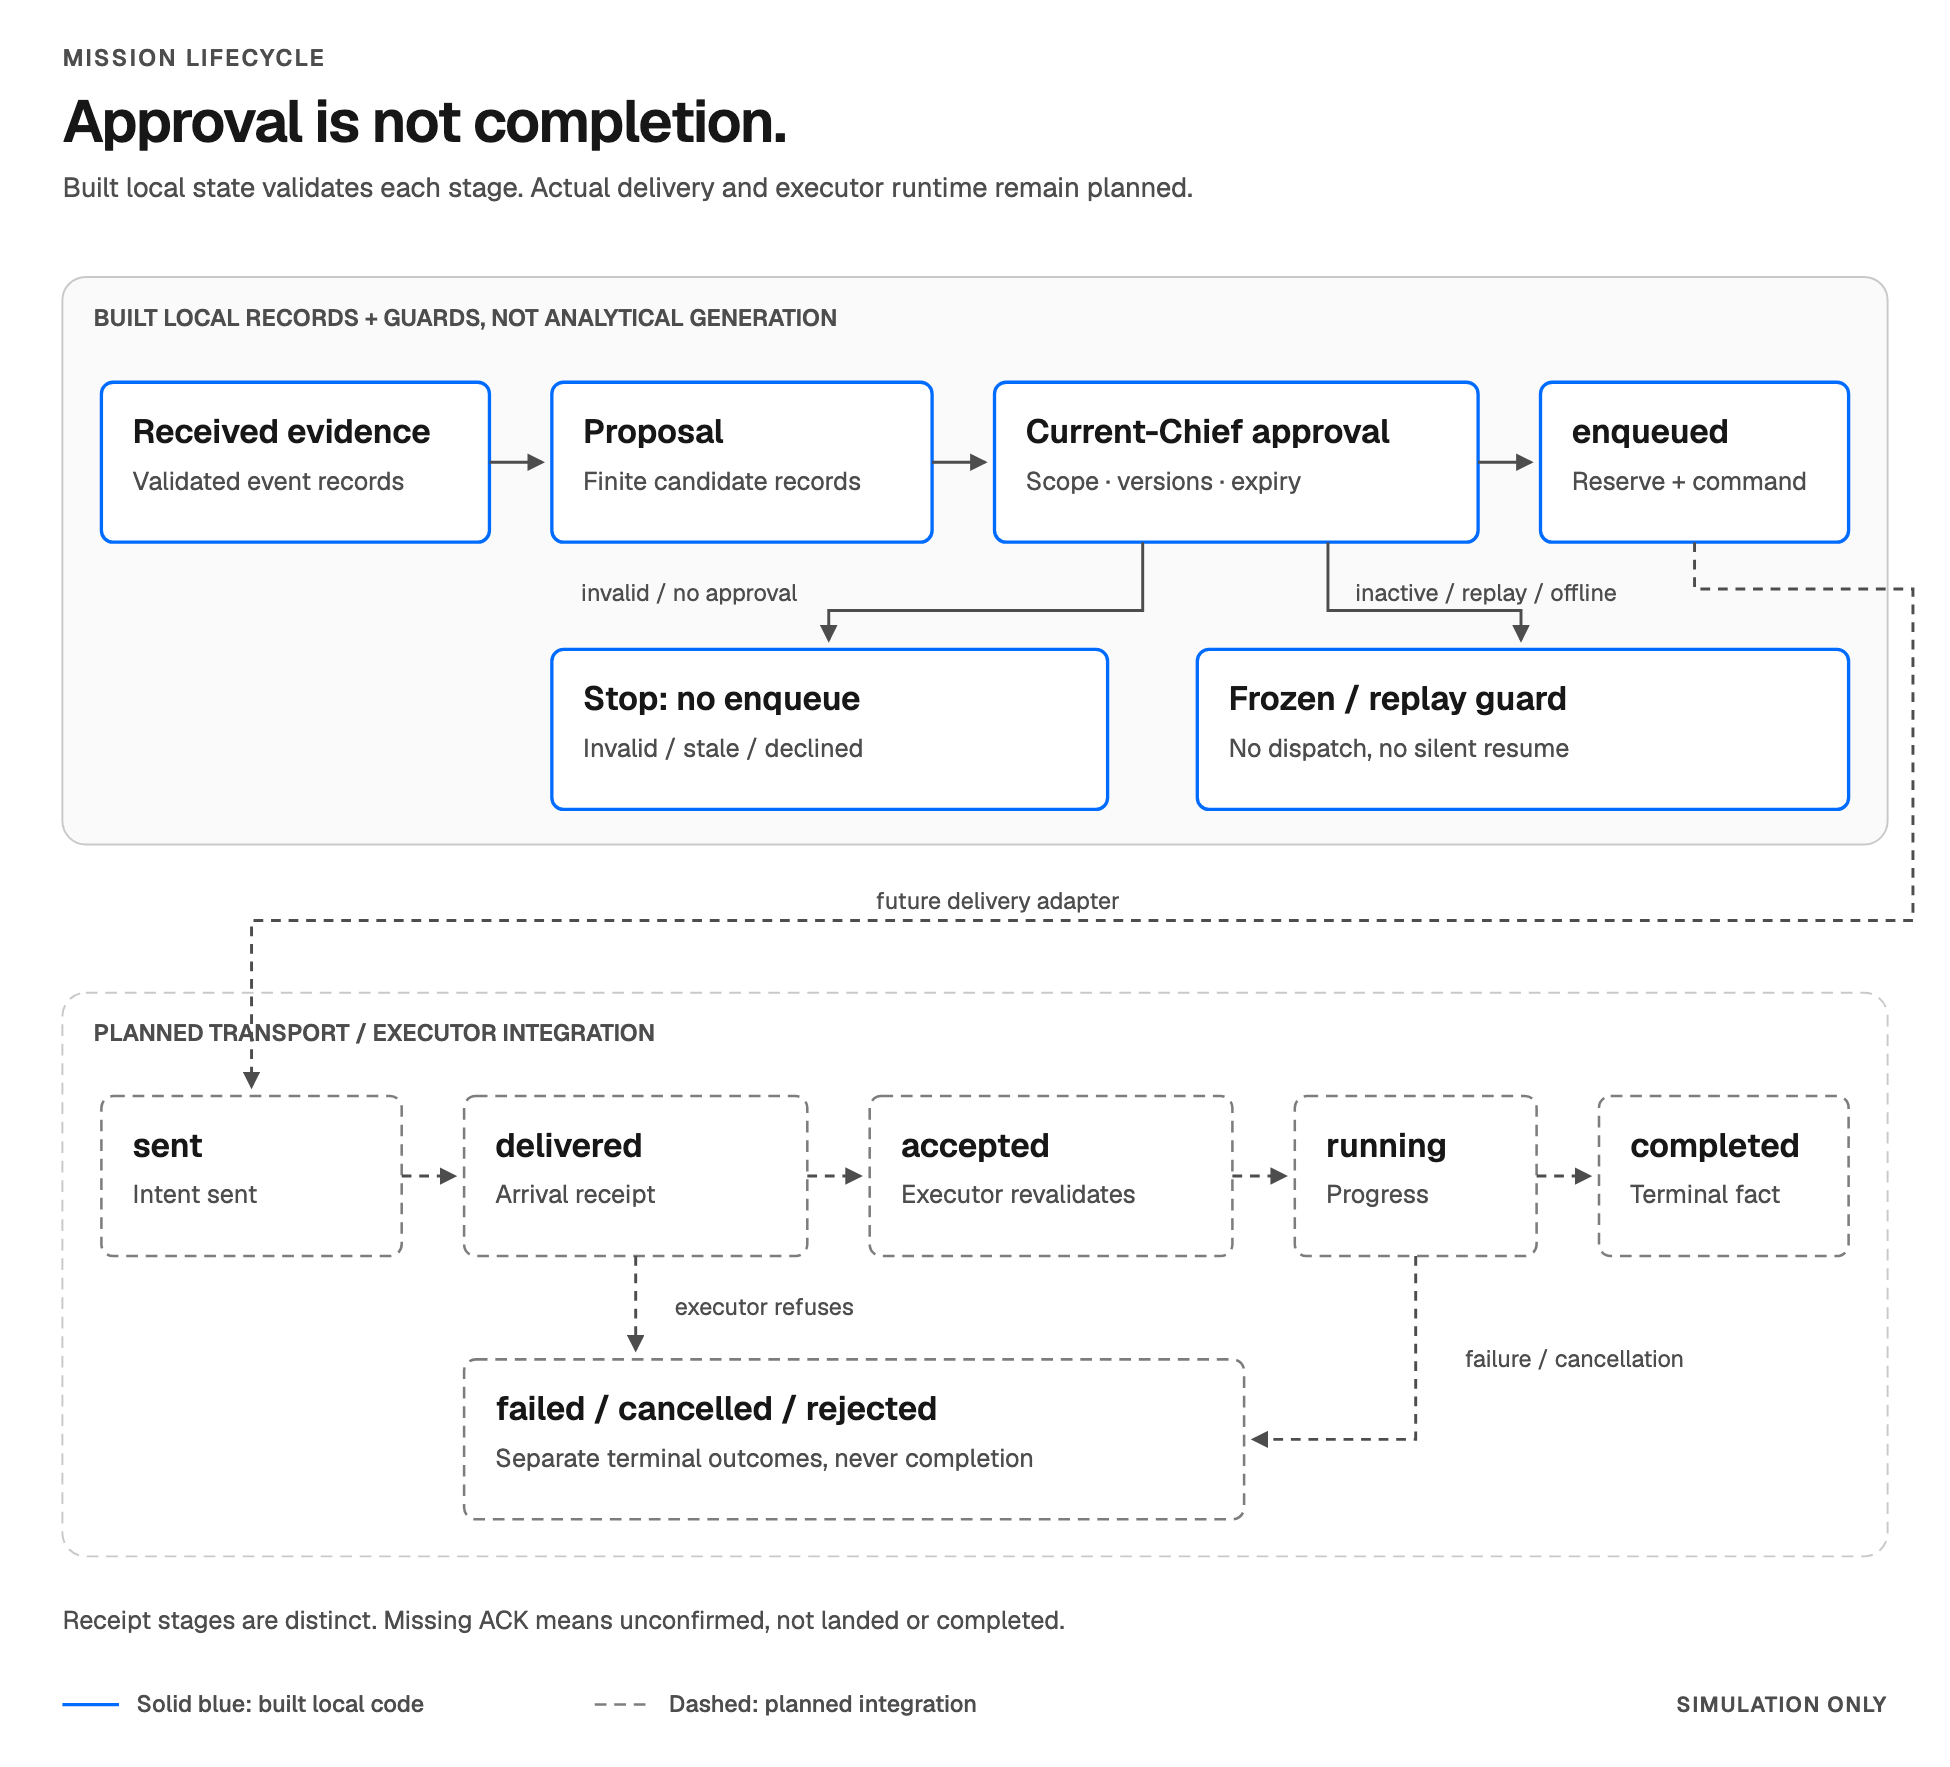 MISSION LIFECYCLE
Approval is not completion.
Built local state validates each stage. Actual delivery and executor runtime remain planned.
BUILT LOCAL RECORDS + GUARDS, NOT ANALYTICAL GENERATION
Received evidence
Validated event records
Proposal
Finite candidate records
Current-Chief approval
Scope · versions · expiry
enqueued
Reserve + command
invalid / no approval
inactive / replay / offline
Stop: no enqueue
Invalid / stale / declined
Frozen / replay guard
No dispatch, no silent resume
future delivery adapter
PLANNED TRANSPORT / EXECUTOR INTEGRATION
sent
Intent sent
delivered
Arrival receipt
accepted
Executor revalidates
running
Progress
completed
Terminal fact
executor refuses
failure / cancellation
failed / cancelled / rejected
Separate terminal outcomes, never completion
Receipt stages are distinct. Missing ACK means unconfirmed, not landed or completed.
Solid blue: built local code
Dashed: planned integration
SIMULATION ONLY